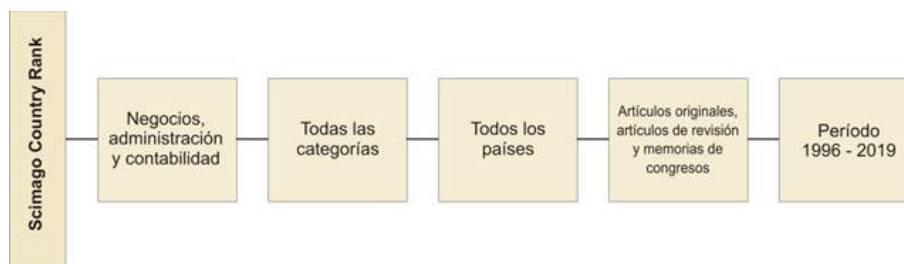 Scimago Country Rank
Negocios,
administración
y contabilidad
Todas las
categorías
Todos los
países
Artículos originales,
artículos de revisión
y memorias de
congresos
Período
1996 - 2019